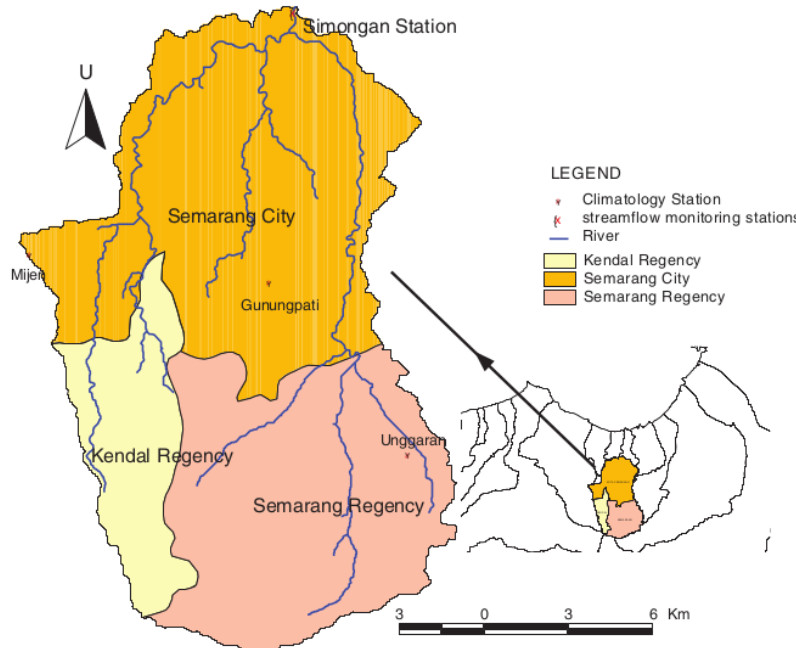 Simongan Station
U
LEGEND
Climatology Station
streamflow monitoring stations
River
Kendal Regency
Semarang City
Semarang Regency
Semarang City
Mijen
Gunungpati
Kendal Regency
Unggaran
Semarang Regency
3 0 3 6 Km